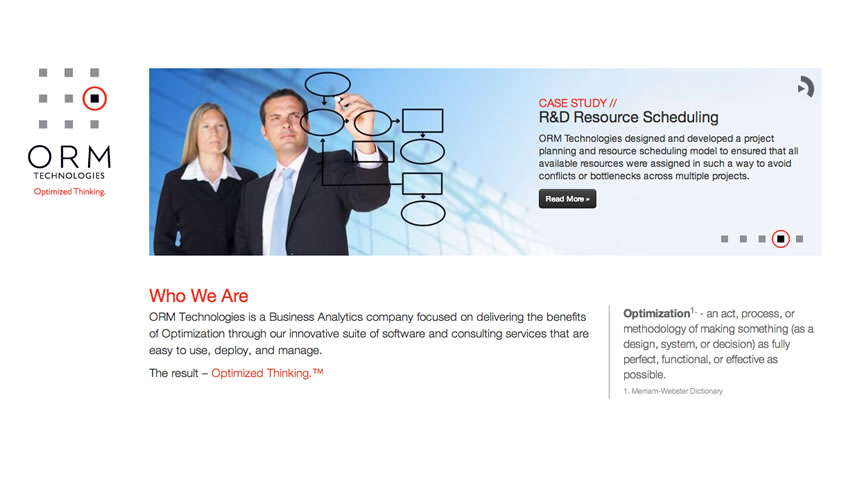 ORM
TECHNOLOGIES
Optimized Thinking.
CASE STUDY //
R&D Resource Scheduling
ORM Technologies designed and developed a project
planning and resource scheduling model to ensured that all
available resources were assigned in such a way to avoid
conflicts or bottlenecks across multiple projects.
Read More »
Who We Are
ORM Technologies is a Business Analytics company focused on delivering the benefits
of Optimization through our innovative suite of software and consulting services that are
easy to use, deploy, and manage.
The result – Optimized Thinking.™
Optimization1. - an act, process, or
methodology of making something (as a
design, system, or decision) as fully
perfect, functional, or effective as
possible.
1. Merriam-Webster Dictionary